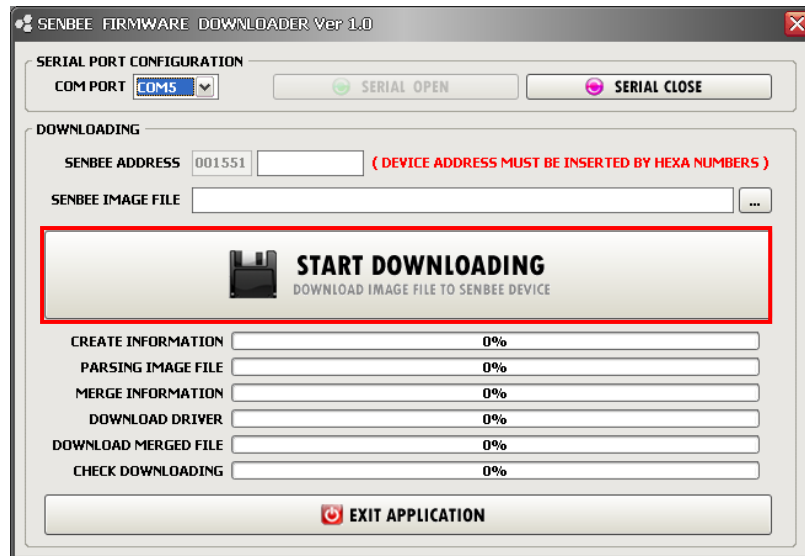 SENBEE FIRMWARE DOWNLOADER Ver 1.0
SERIAL PORT CONFIGURATION
COM PORT COM5 SERIAL OPEN SERIAL CLOSE
DOWNLOADING
SENBEE ADDRESS 001551 ( DEVICE ADDRESS MUST BE INSERTED BY HEXA NUMBERS )
SENBEE IMAGE FILE ...
START DOWNLOADING
DOWNLOAD IMAGE FILE TO SENBEE DEVICE
CREATE INFORMATION 0%
PARSING IMAGE FILE 0%
MERGE INFORMATION 0%
DOWNLOAD DRIVER 0%
DOWNLOAD MERGED FILE 0%
CHECK DOWNLOADING 0%
EXIT APPLICATION